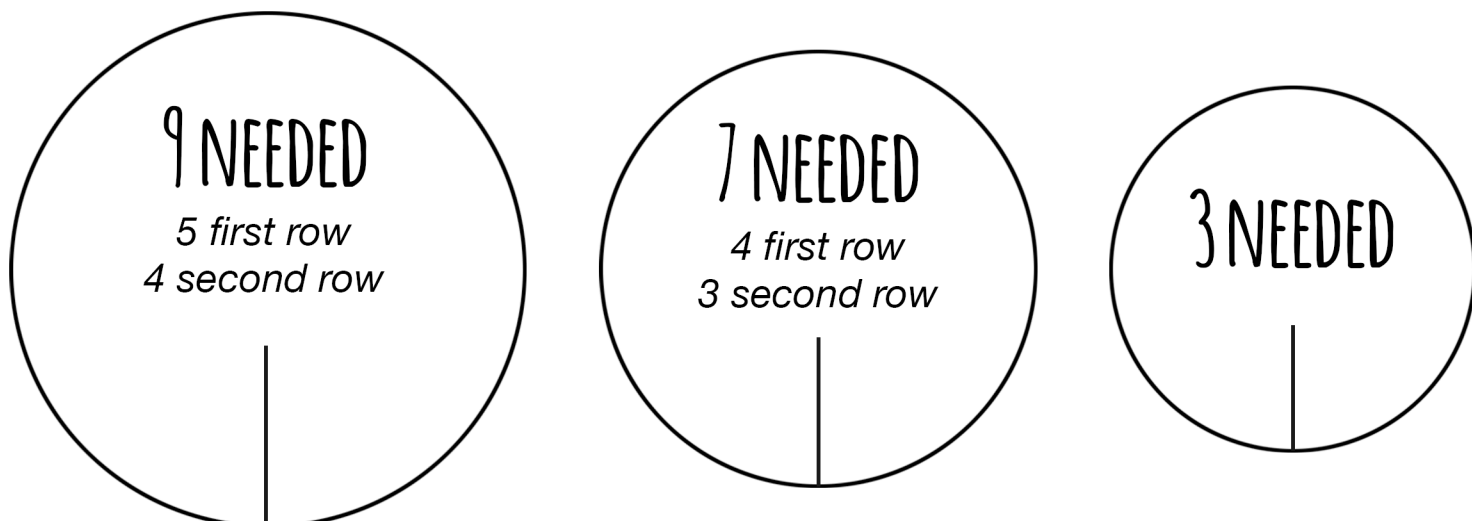 9 NEEDED
5 first row
4 second row
7 NEEDED
4 first row
3 second row
3 NEEDED